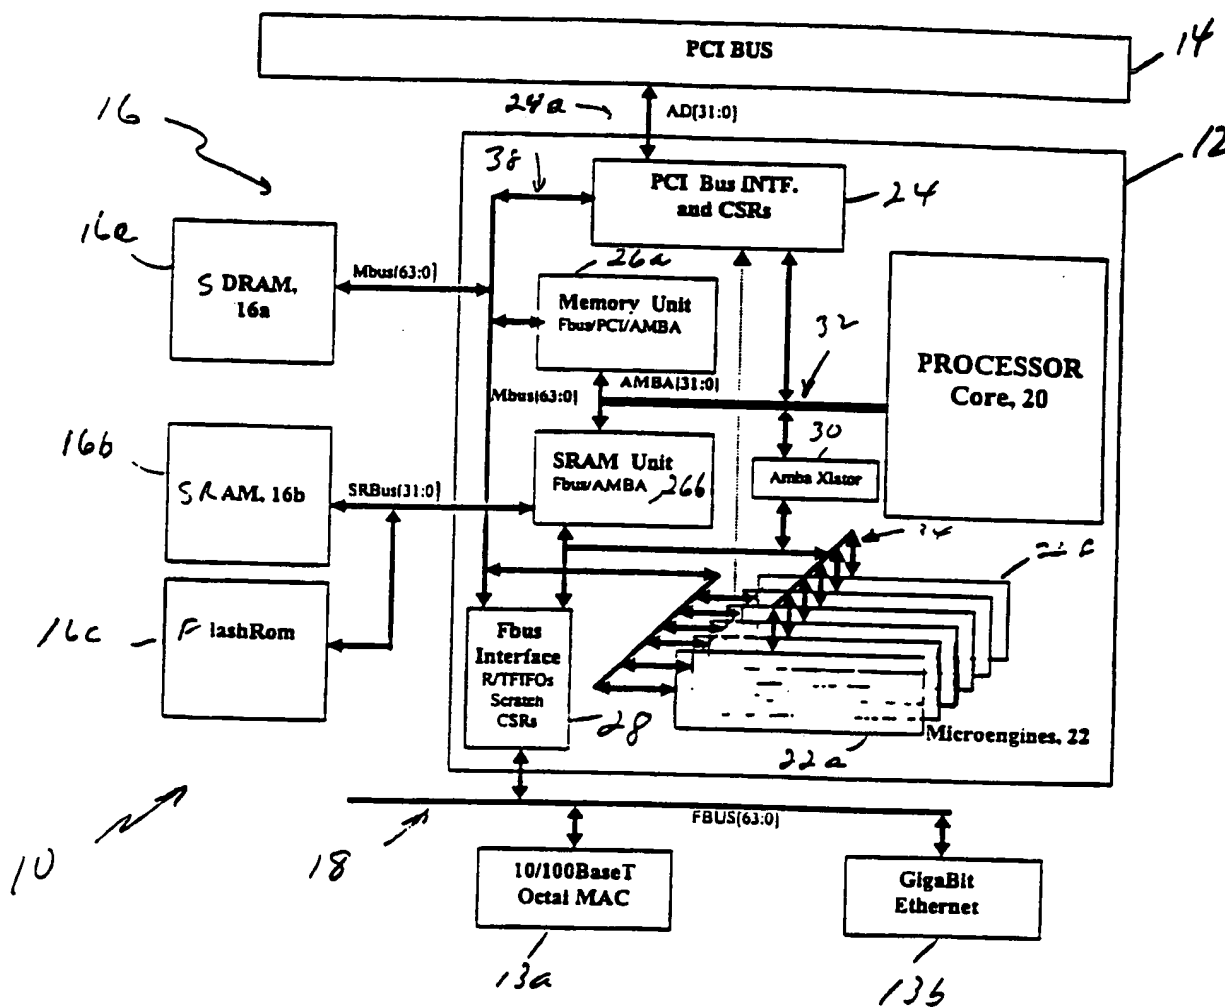 PCI BUS
14
16
24a
AD[31:0]
12
38
PCI Bus INTF.
and CSRs
24
16a
S DRAM,
16a
Mbus(63:0)
26a
Memory Unit
Fbus/PCI/AMBA
32
PROCESSOR
Core, 20
AMBA[31:0]
Mbus(63:0)
30
16b
SRAM, 16b
SRBus(31:0)
SRAM Unit
Fbus/AMBA
26b
Amba Xlator
34
16c
FlashRom
Fbus
Interface
R/TFIFOs
Scratch
CSRs
28
22a
Microengines, 22
10
18
FBUS(63:0)
10/100BaseT
Octal MAC
GigaBit
Ethernet
13a
13b